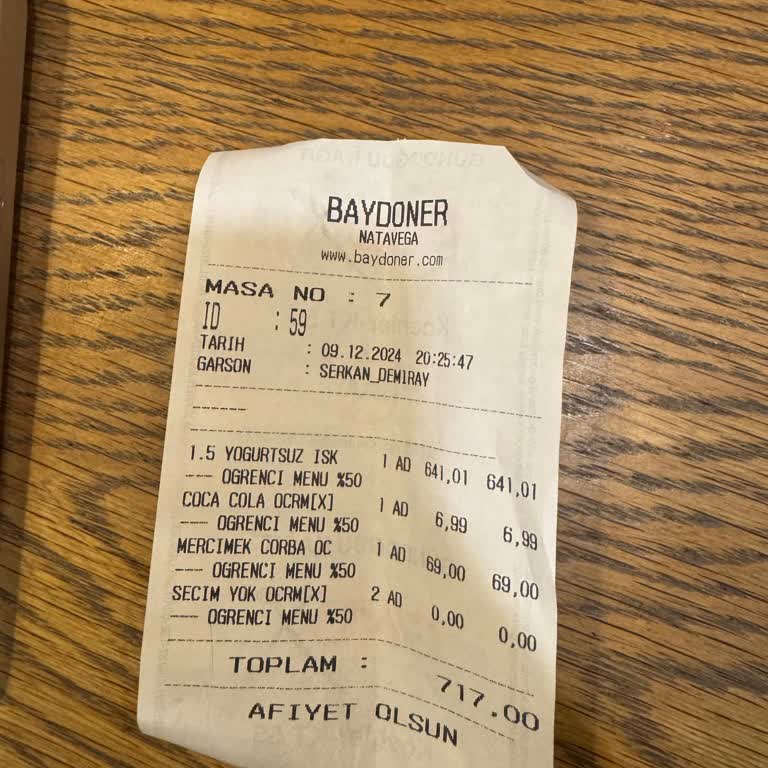 BAYDONER
NATAVEGA
www.baydoner.com
MASA NO : 7
ID : 59
TARIH : 09.12.2024 20:25:47
GARSON : SERKAN_DEMIRAY
1.5 YOGURTSUZ ISK 1 AD 641,01 641,01
--- OGRENCI MENU %50
COCA COLA OCRM[X] 1 AD 6,99 6,99
--- OGRENCI MENU %50
MERCIMEK CORBA OC 1 AD 69,00 69,00
--- OGRENCI MENU %50
SECIM YOK OCRM[X] 2 AD 0,00 0,00
--- OGRENCI MENU %50
TOPLAM : 717.00
AFIYET OLSUN